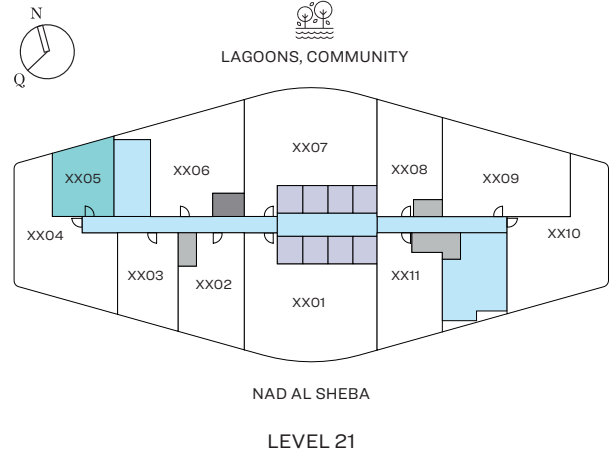 N
Q
LAGOONS, COMMUNITY
XX07
XX06
XX08
XX05
XX09
XX04
XX10
XX03
XX02
XX01
XX11
NAD AL SHEBA
LEVEL 21